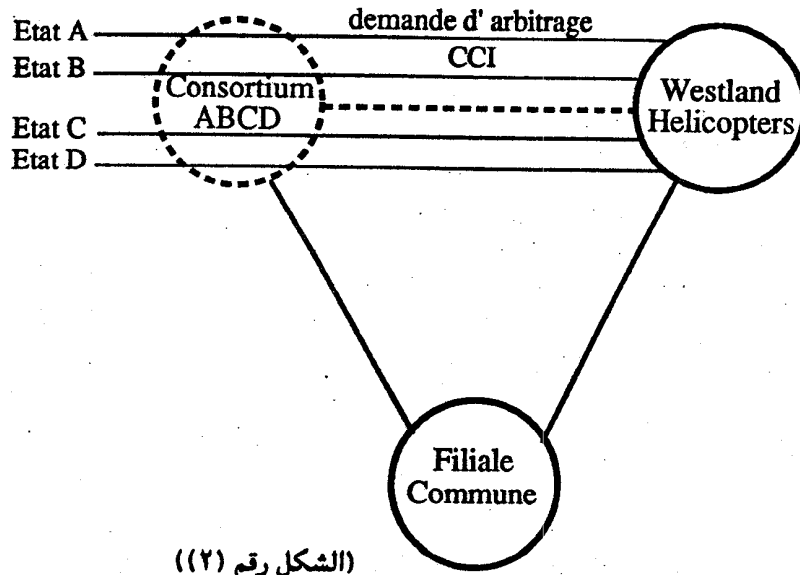 Etat A
demande d' arbitrage
Etat B
CCI
Consortium
ABCD
Westland
Helicopters
Etat C
Etat D
Filiale
Commune
(الشكل رقم (٢))